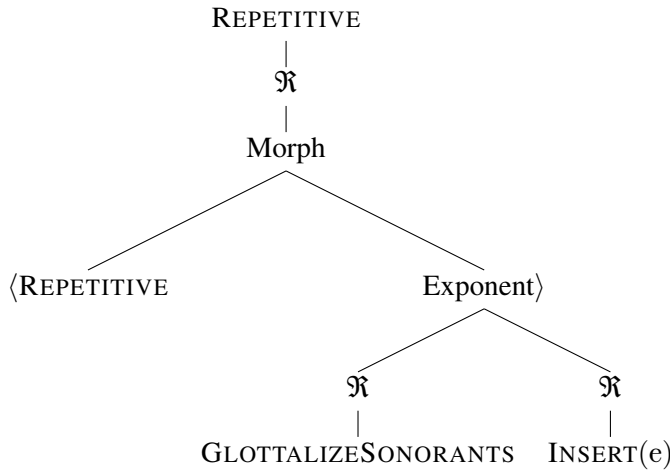 REPETITIVE
ℜ
Morph
⟨REPETITIVE Exponent⟩
ℜ ℜ
GLOTTALIZESONORANTS INSERT(e)